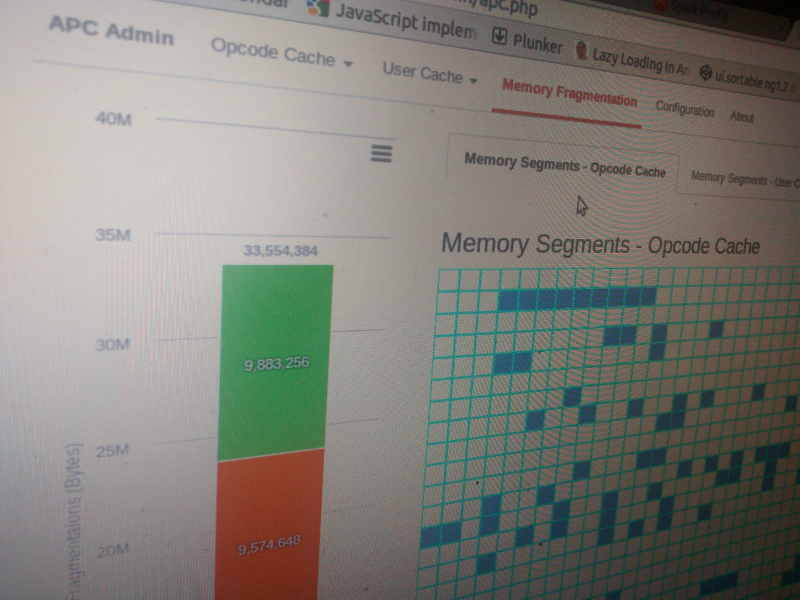 apc.php
JavaScript implem
Plunker
Lazy Loading In
ui.sortable ng1.2
APC Admin
Opcode Cache
User Cache
Memory Fragmentation
Configuration
About
Memory Segments - Opcode Cache
Memory Segments - User C
Memory Segments - Opcode Cache
40M
35M
33,554,384
30M
9,883,256
25M
9,574,648
20M
Fragmentaions (Bytes)